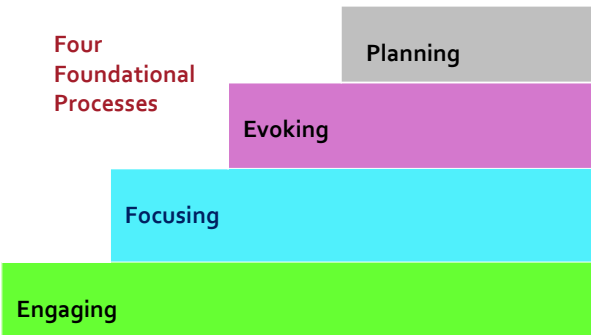 Four
Foundational
Processes
Planning
Evoking
Focusing
Engaging